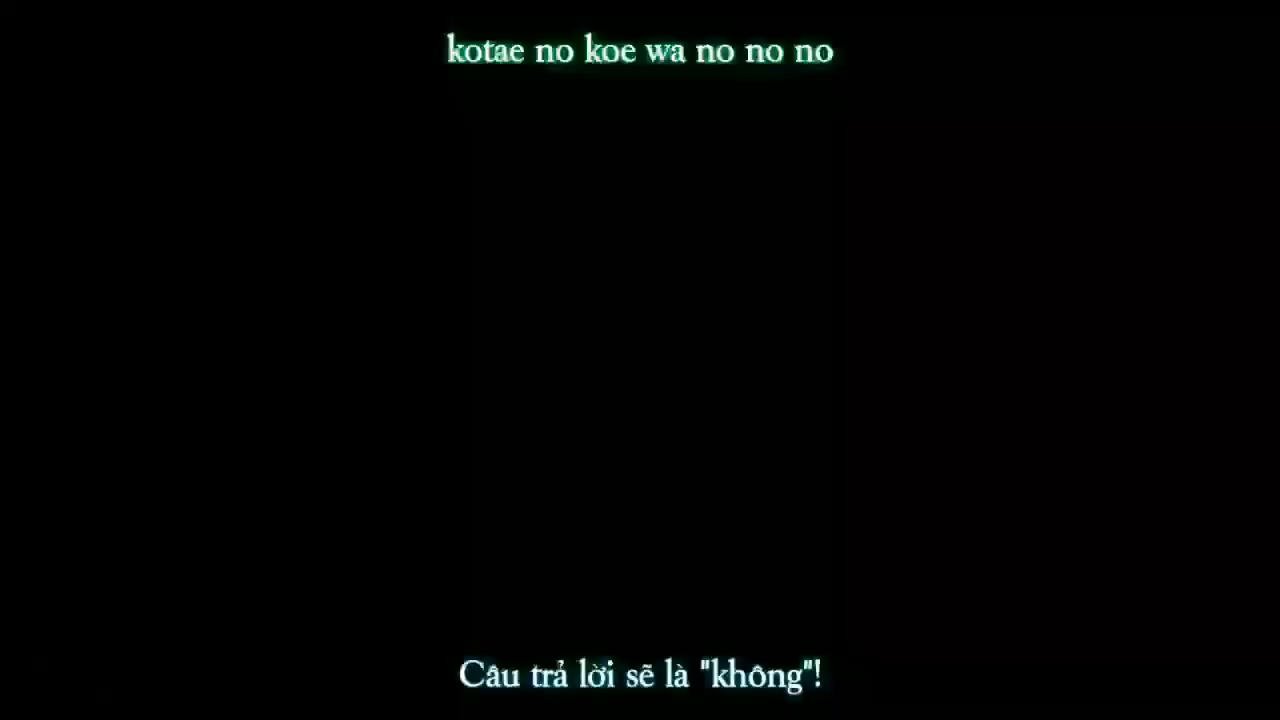 kotae no koe wa no no no
Câu trả lời sẽ là "không"!